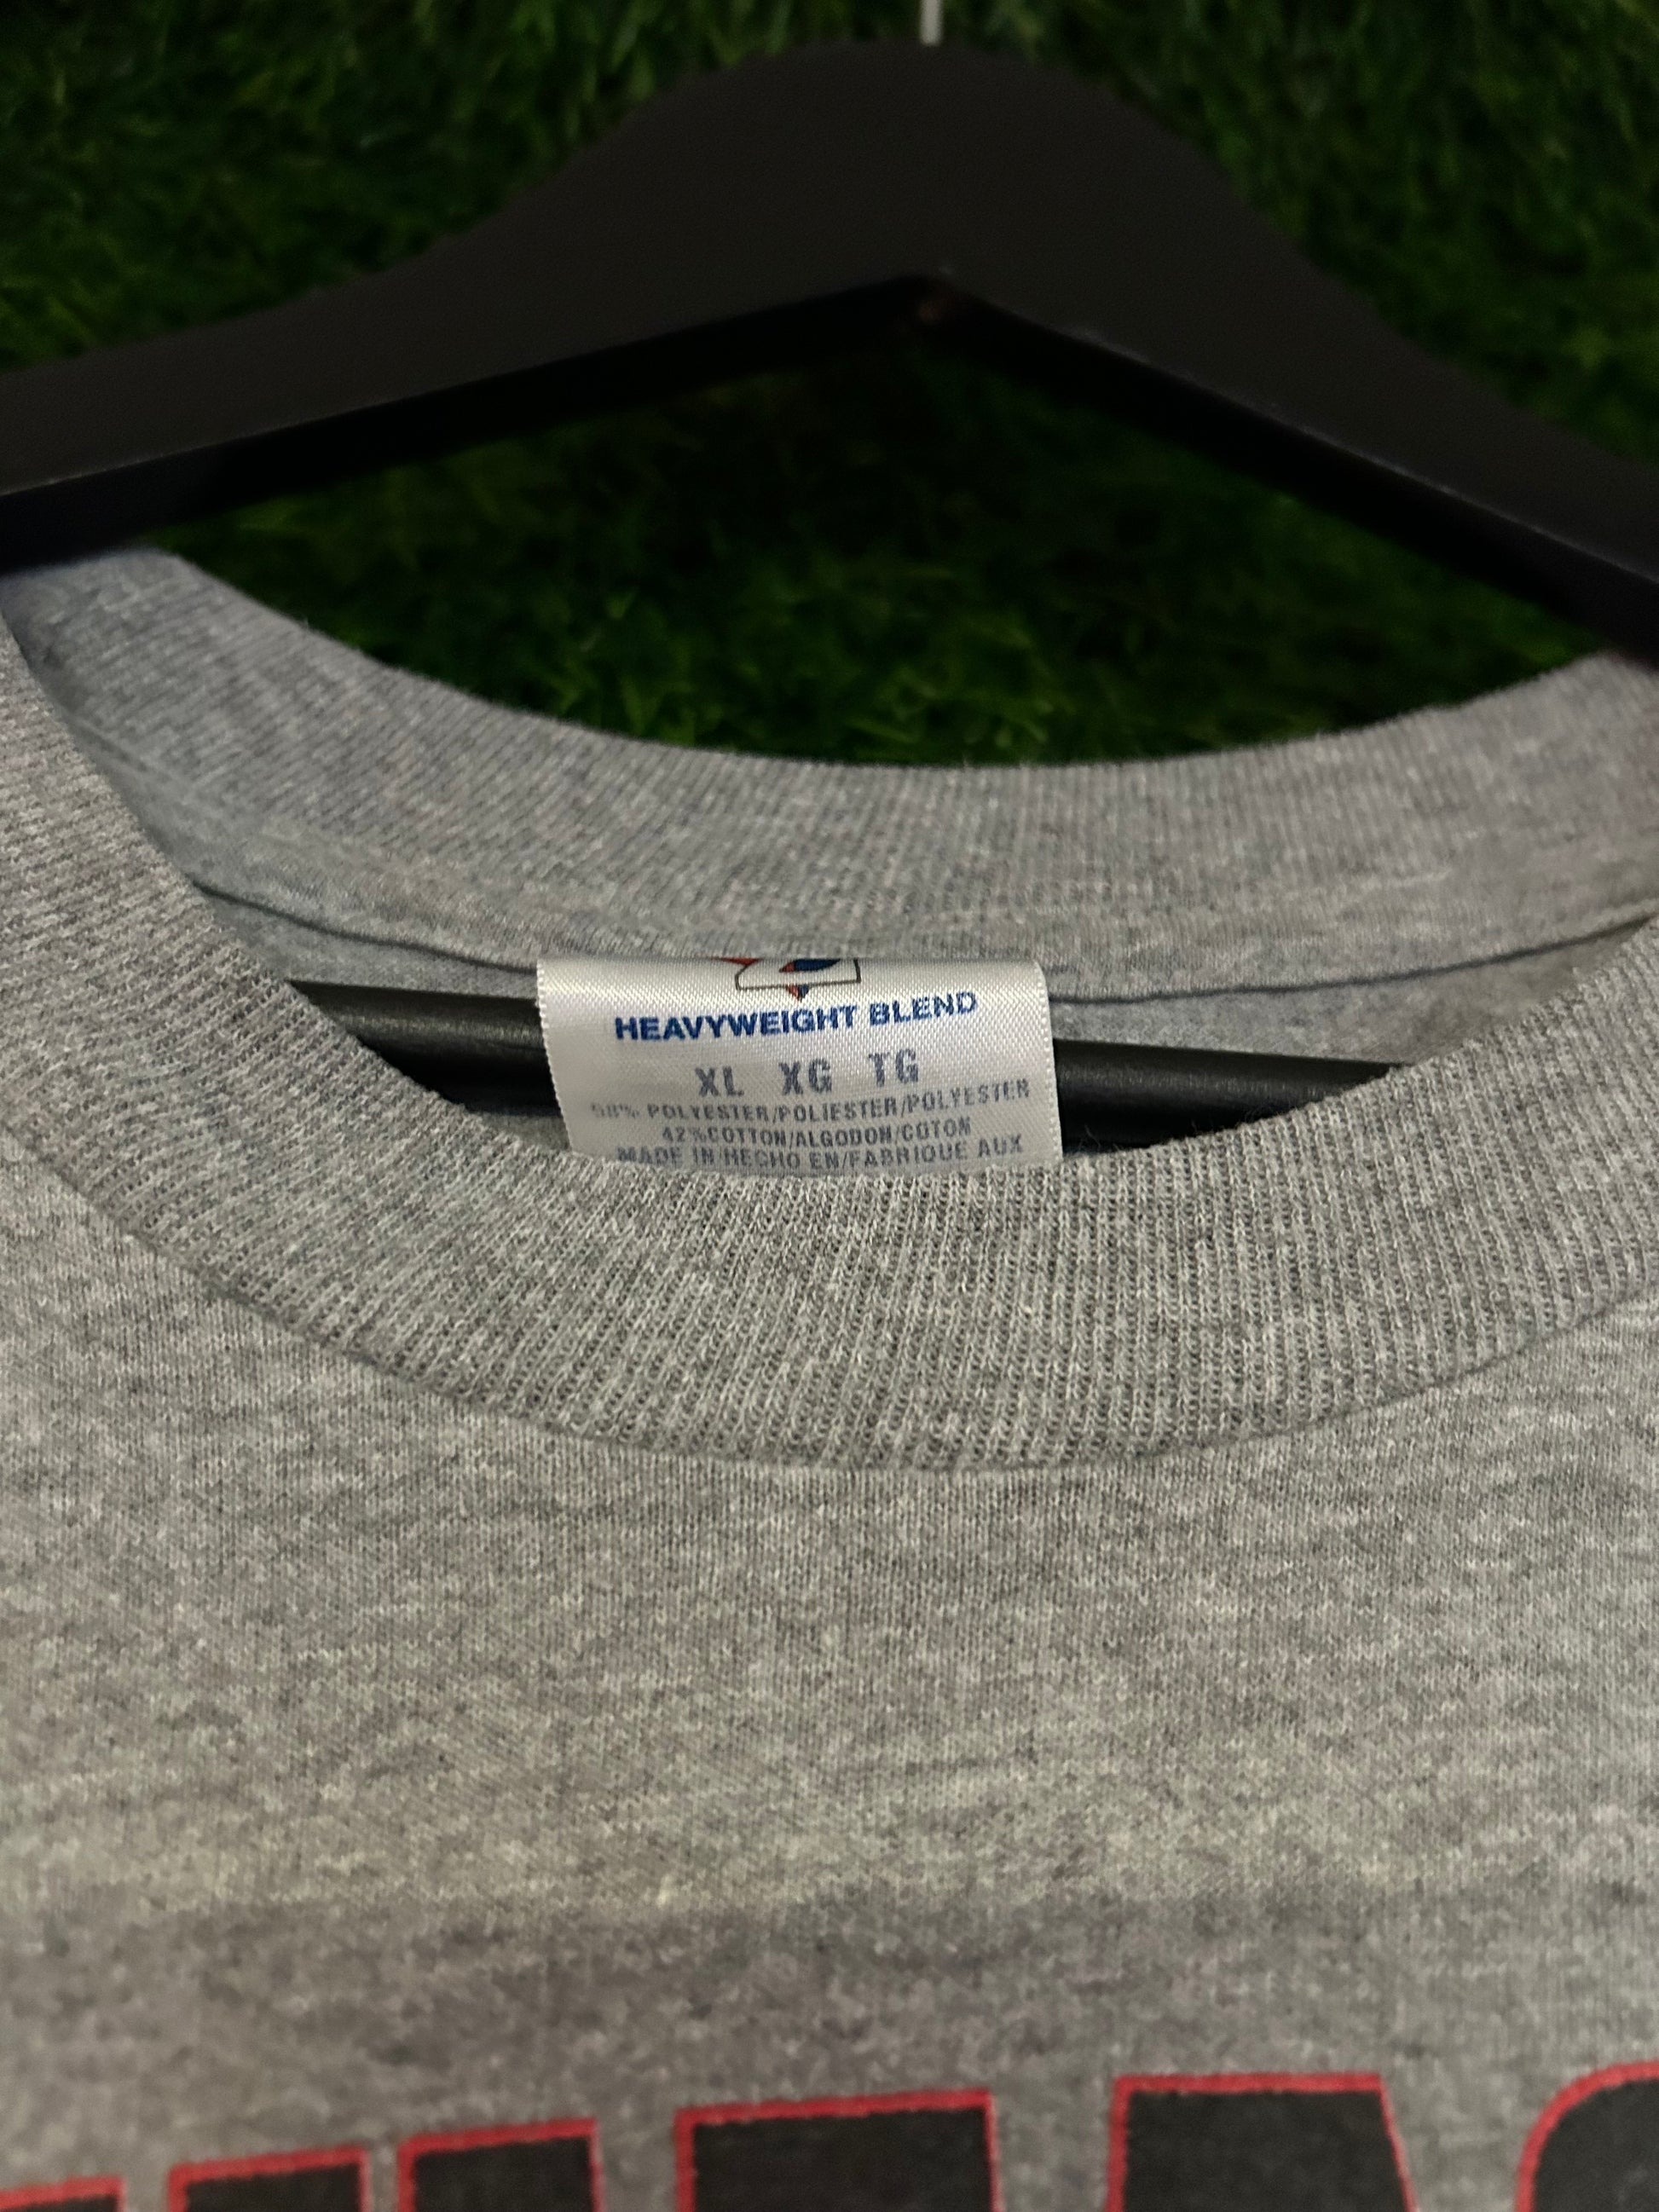 HEAVYWEIGHT BLEND
XL XG TG
58% POLYESTER/POLIESTER/POLYESTER
42%COTTON/ALGODON/COTON
MADE IN/HECHO EN/FABRIQUE AUX